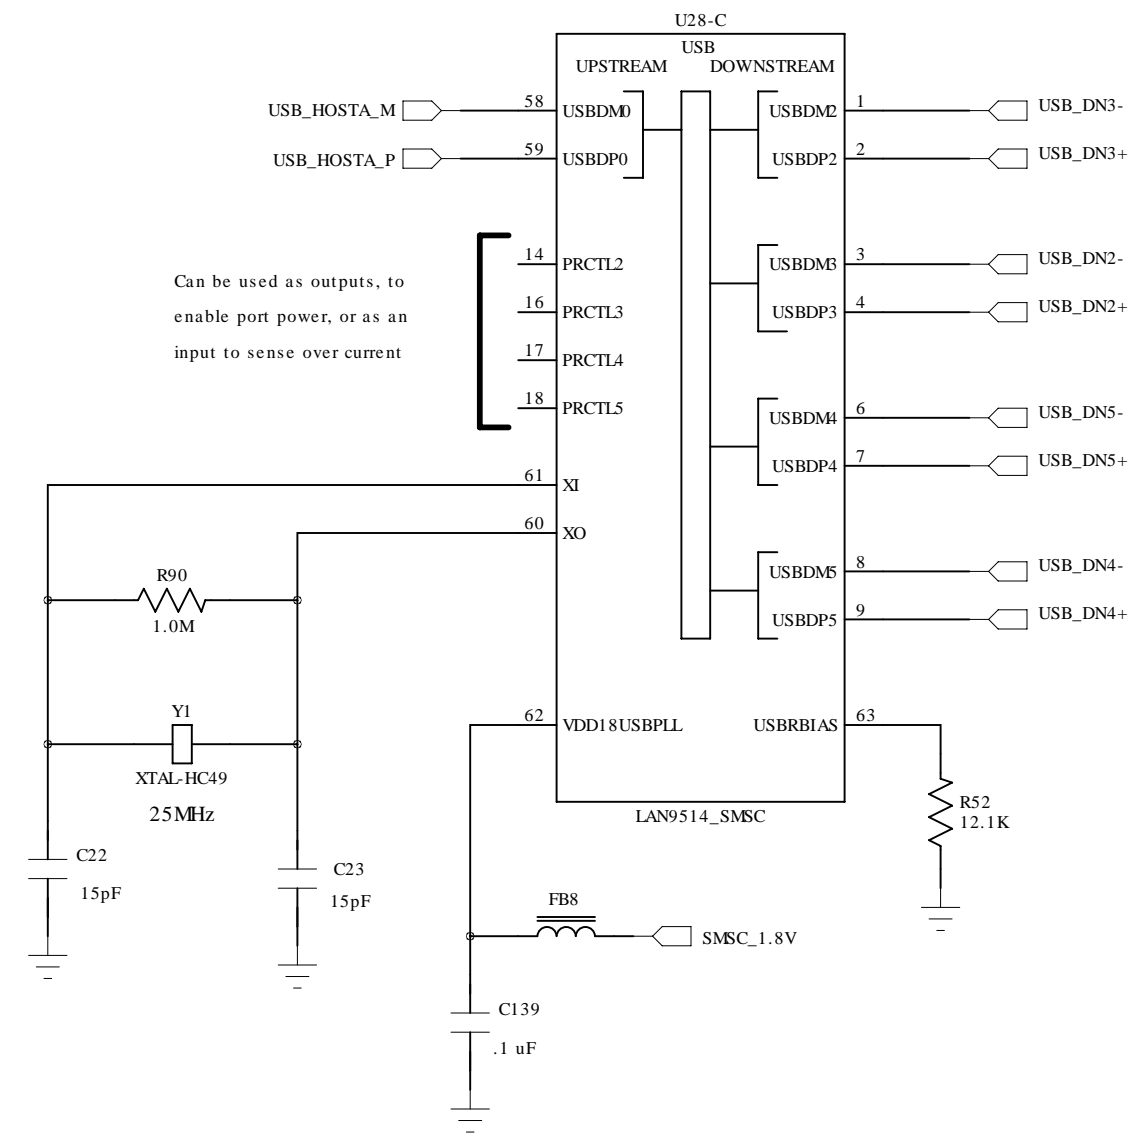 U28-C
USB
UPSTREAM DOWNSTREAM
USB_HOSTA_M 58 USBDM0 USBDM2 1 USB_DN3-
USB_HOSTA_P 59 USBDP0 USBDP2 2 USB_DN3+
14 PRCTL2 USBDM3 3 USB_DN2-
Can be used as outputs, to
enable port power, or as an
input to sense over current
16 PRCTL3 USBDP3 4 USB_DN2+
17 PRCTL4
18 PRCTL5 USBDM4 6 USB_DN5-
USBDP4 7 USB_DN5+
61 XI
60 XO
R90
1.0M
USBDM5 8 USB_DN4-
USBDP5 9 USB_DN4+
Y1
XTAL-HC49
25MHz
62 VDD18USBPLL USBRBIAS 63
R52
12.1K
LAN9514_SMSC
C22
15pF
C23
15pF
FB8
SMSC_1.8V
C139
.1 uF